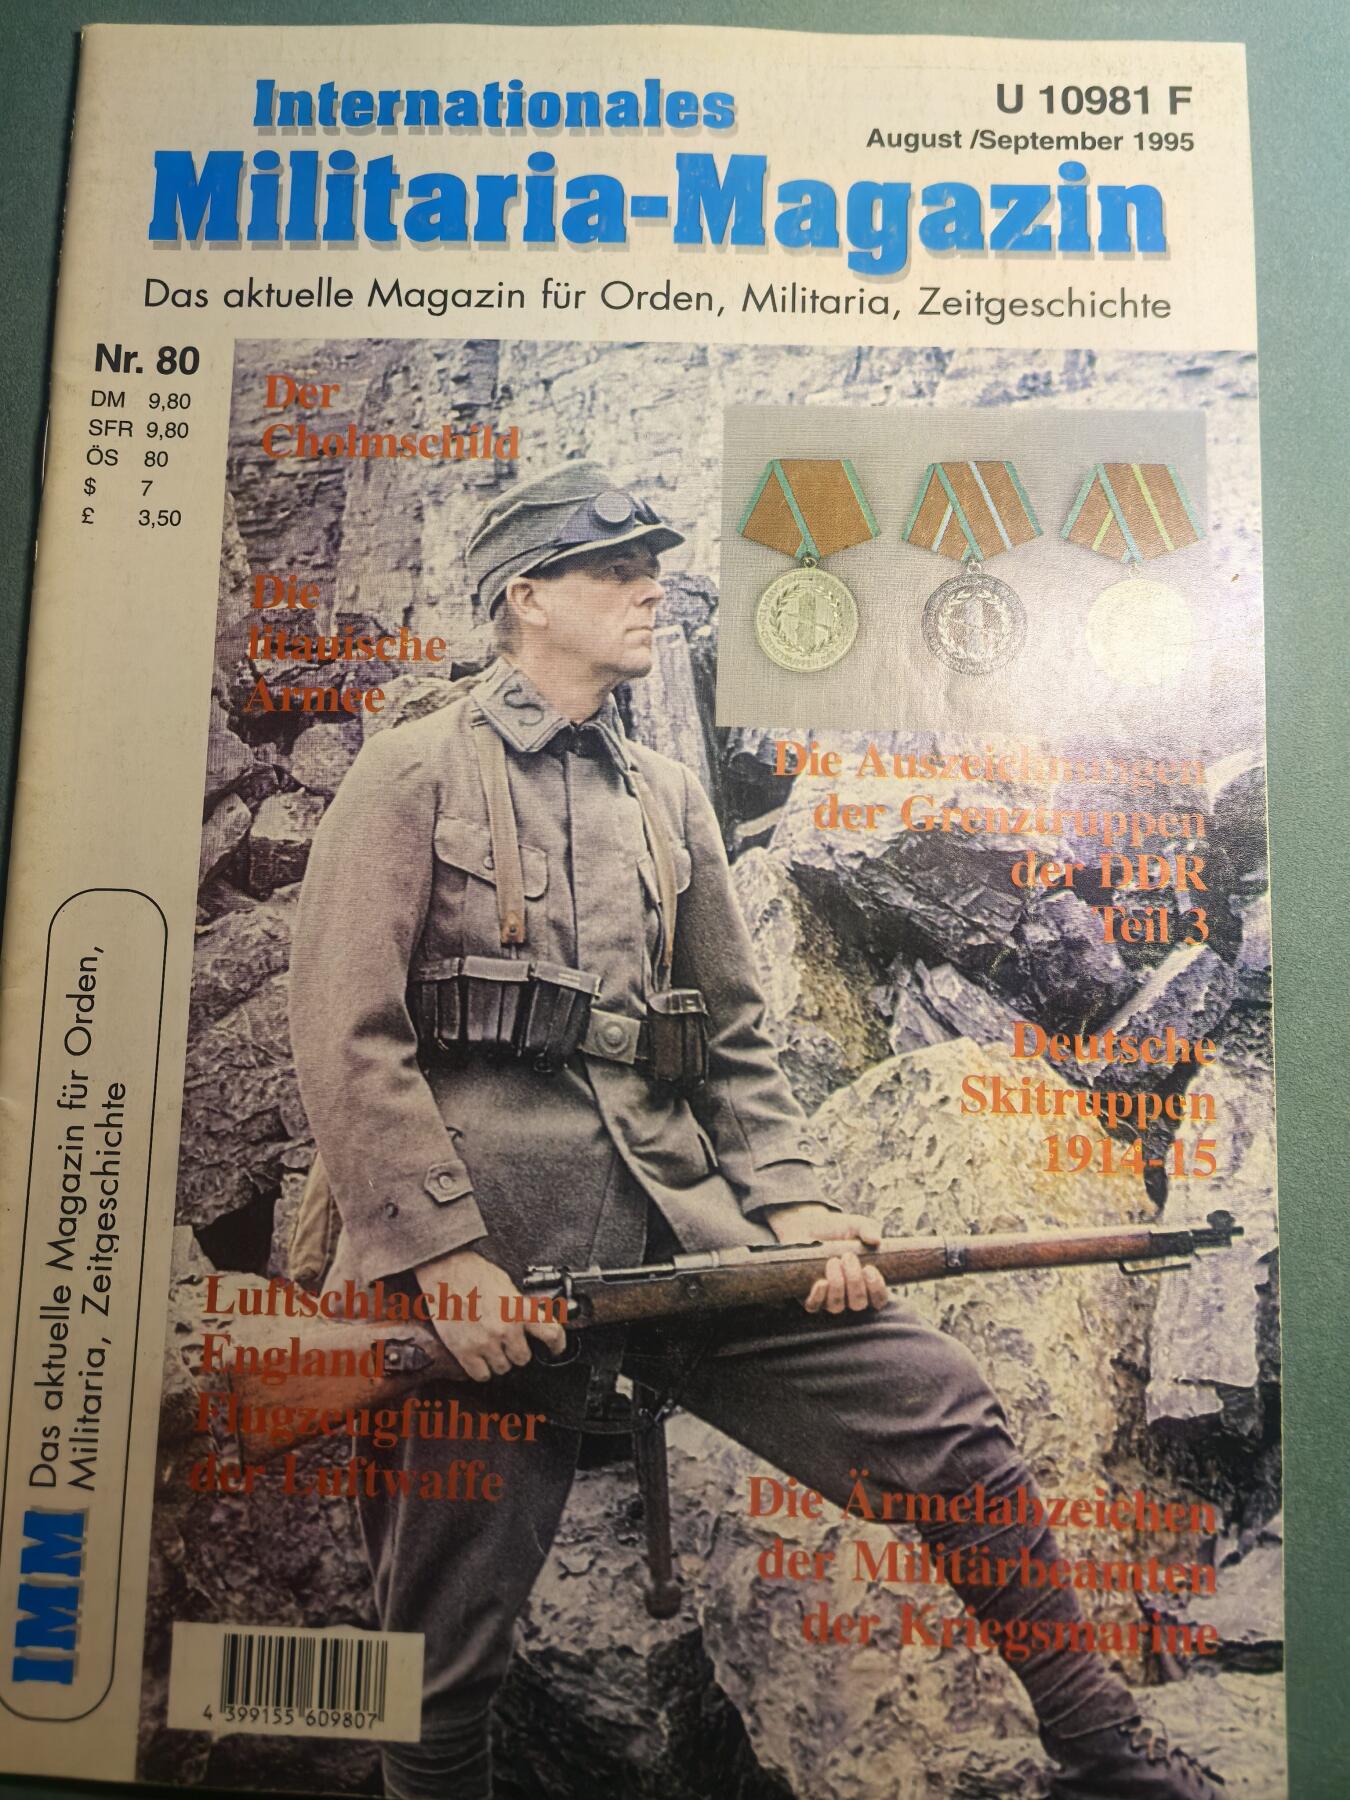 Internationales
Militaria-Magazin
U 10981 F
August /September 1995
Das aktuelle Magazin für Orden, Militaria, Zeitgeschichte
Nr. 80
DM 9,80
SFR 9,80
ÖS 80
$ 7
£ 3,50
Der
Cholmschild
Die
litauische
Armee
S
Die Auszeichnungen
der Grenztruppen
der DDR
Teil 3
Deutsche
Skitruppen
1914-15
Luftschlacht um
England
Flugzeugführer
der Luftwaffe
Die Ärmelabzeichen
der Militärbeamten
der Kriegsmarine
IMM
Das aktuelle Magazin für Orden,
Militaria, Zeitgeschichte
4 399155 609807